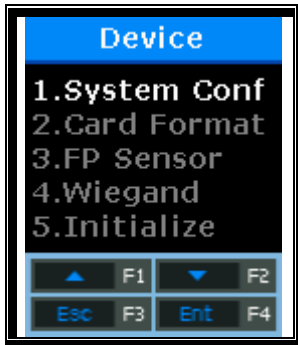 Device
1.System Conf
2.Card Format
3.FP Sensor
4.Wiegand
5.Initialize
▲ F1 ▼ F2
Esc F3 Ent F4